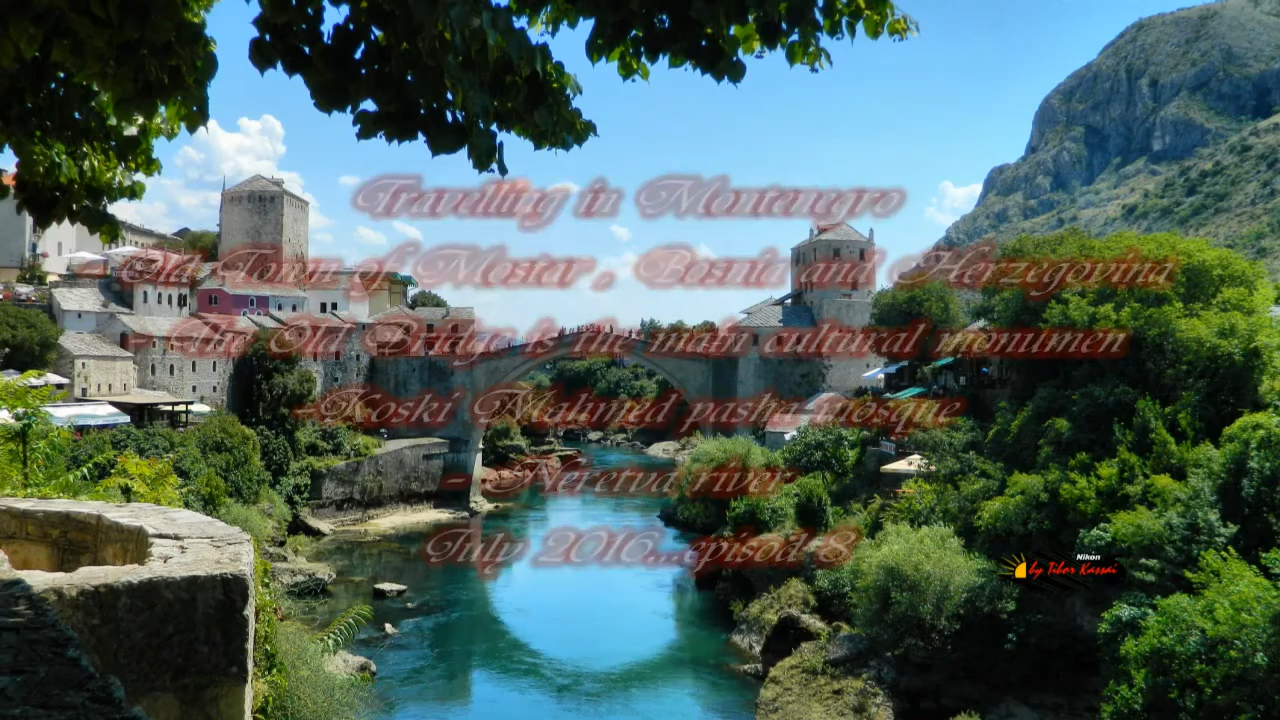 Travelling in Montenegro
- Old Town of Mostar , Bosnia and Herzegovina
- The Old Bridge is the main cultural monumen
- Koski Mahmed pasha mosque
- Nererva river
July 2016...episod 8
Nikon
by Tibor Kassai